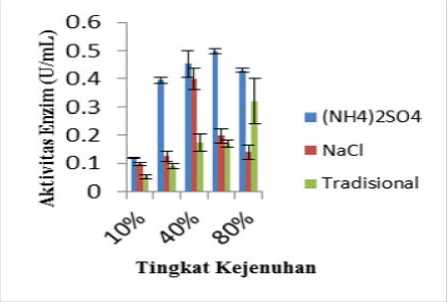 Aktivitas Enzim (U/mL)
0.6
0.5
0.4
0.3
0.2
0.1
0
10%
40%
80%
Tingkat Kejenuhan
(NH4)2SO4
NaCl
Tradisional